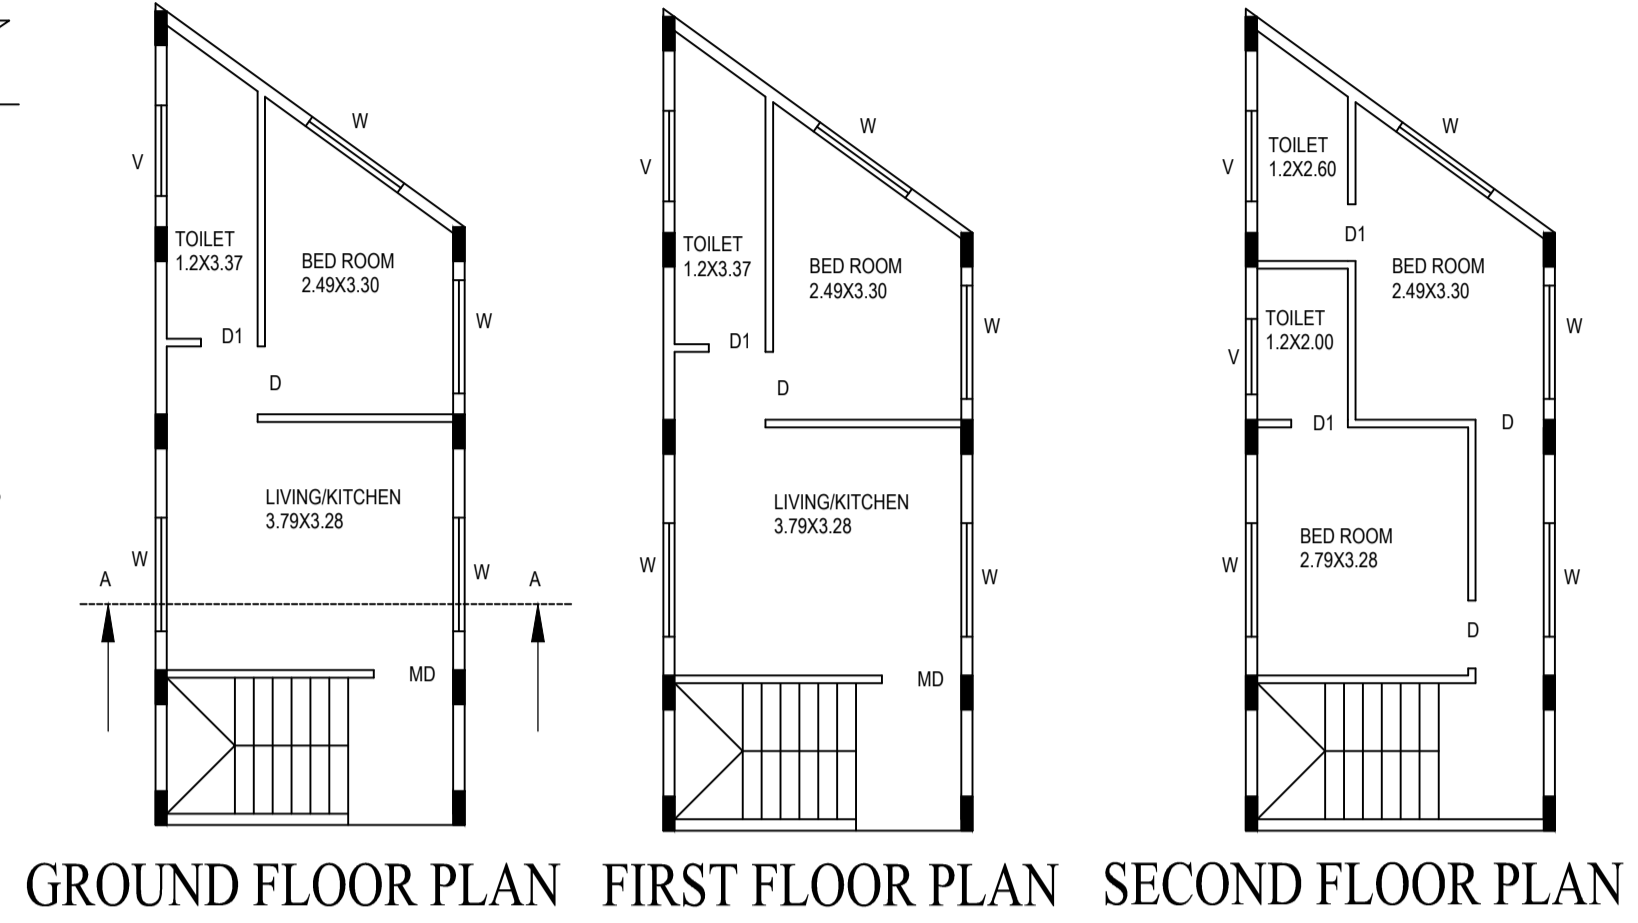 W
V
TOILET
1.2X3.37
BED ROOM
2.49X3.30
W
D1
D
LIVING/KITCHEN
3.79X3.28
W
W
A
A
MD
GROUND FLOOR PLAN
W
V
TOILET
1.2X3.37
BED ROOM
2.49X3.30
W
D1
D
LIVING/KITCHEN
3.79X3.28
W
W
MD
FIRST FLOOR PLAN
W
TOILET
1.2X2.60
V
D1
BED ROOM
2.49X3.30
TOILET
1.2X2.00
W
V
D1
D
BED ROOM
2.79X3.28
W
W
D
SECOND FLOOR PLAN